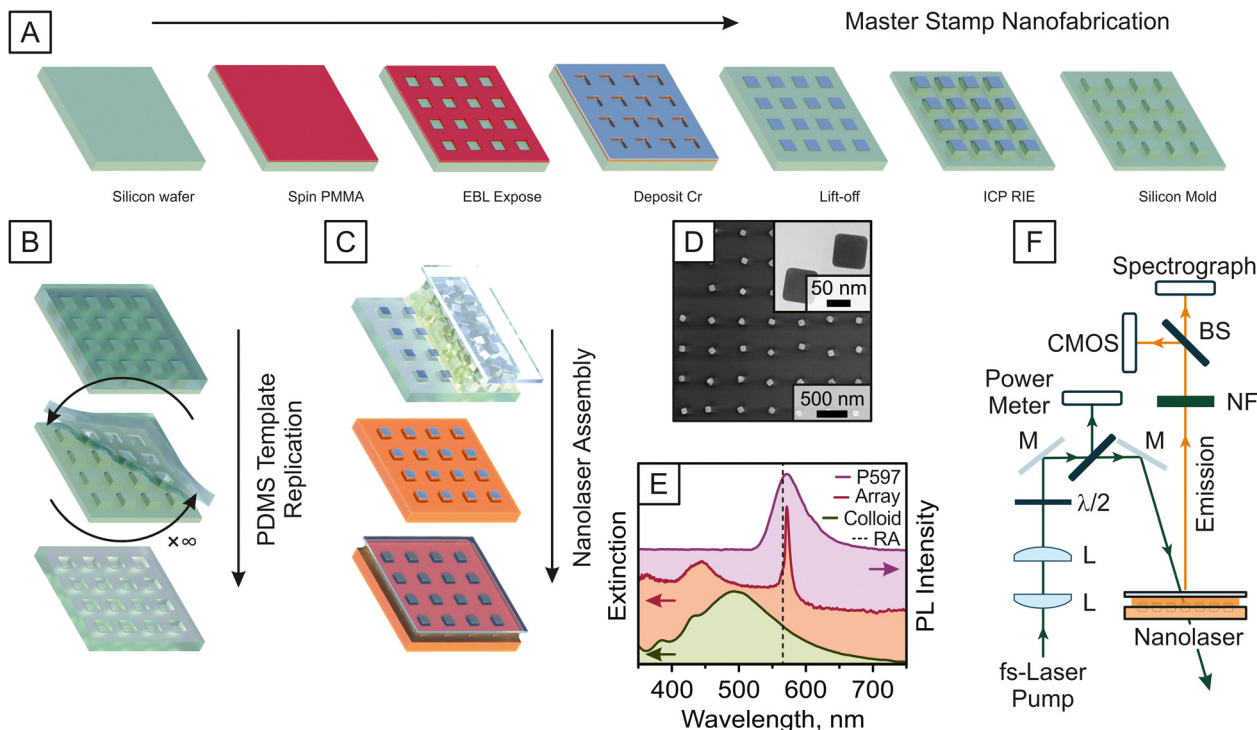 A
Master Stamp Nanofabrication
Silicon wafer
Spin PMMA
EBL Expose
Deposit Cr
Lift-off
ICP RIE
Silicon Mold
B
PDMS Template
Replication
×∞
C
Nanolaser Assembly
D
50 nm
500 nm
E
P597
Array
Colloid
RA
Extinction
PL Intensity
400
500
600
700
Wavelength, nm
F
Spectrograph
BS
CMOS
Power
Meter
NF
M
M
λ/2
Emission
L
L
Nanolaser
fs-Laser
Pump